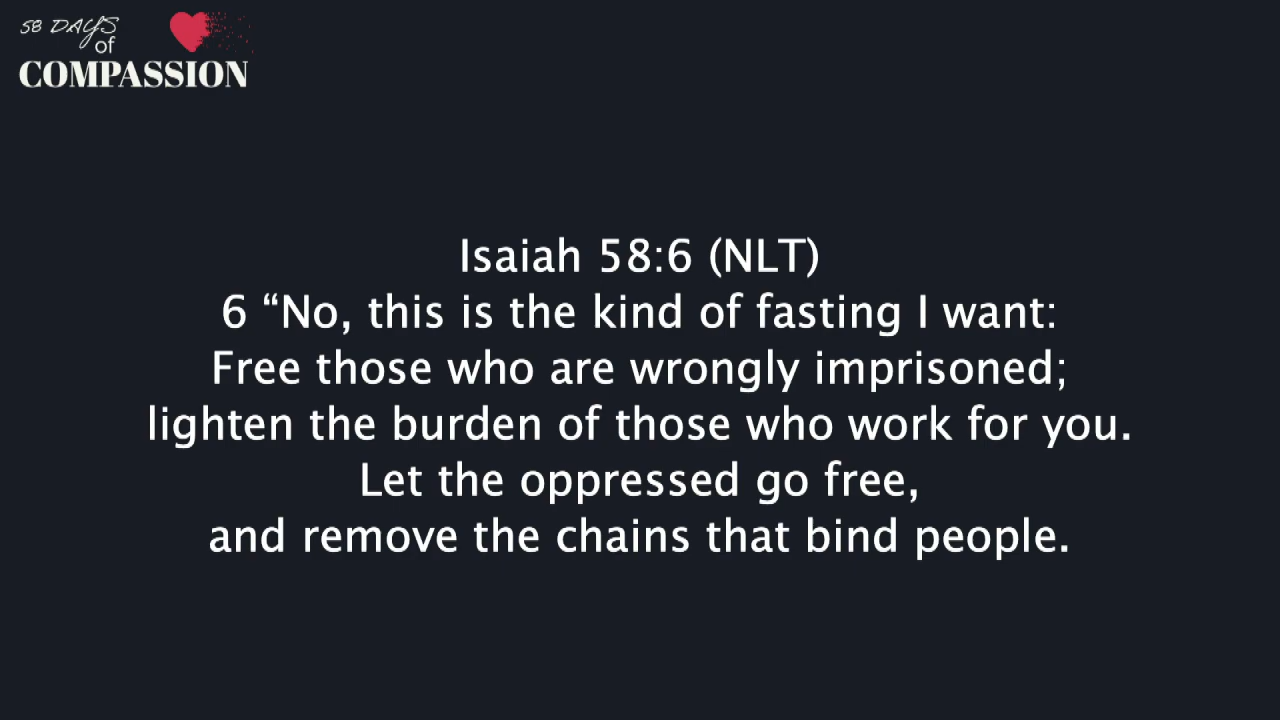 58 DAYS
of
COMPASSION
Isaiah 58:6 (NLT)
6 “No, this is the kind of fasting I want:
Free those who are wrongly imprisoned;
lighten the burden of those who work for you.
Let the oppressed go free,
and remove the chains that bind people.